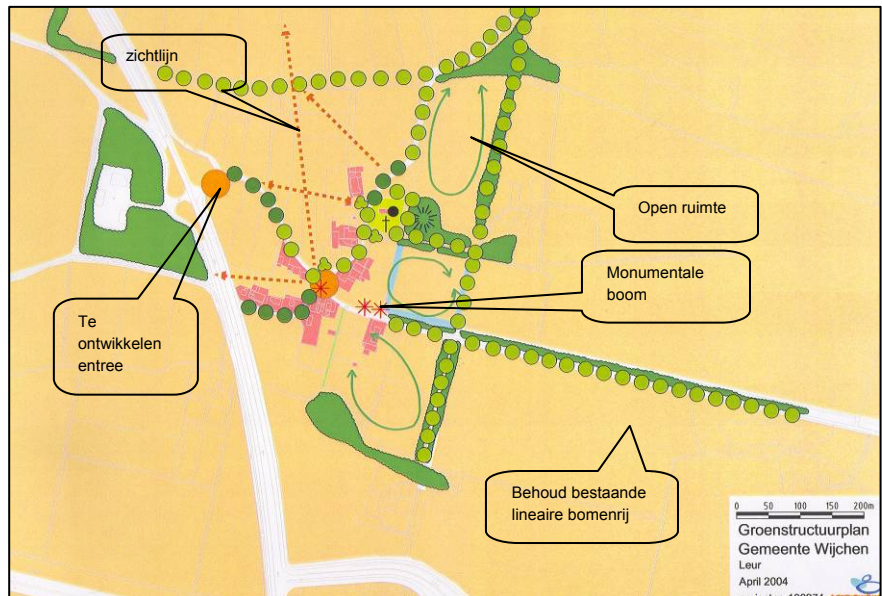 zichtlijn
Open ruimte
Monumentale
boom
Te
ontwikkelen
entree
Behoud bestaande
lineaire bomenrij
0 50 100 150 200m
Groenstructuurplan
Gemeente Wijchen
Leur
April 2004